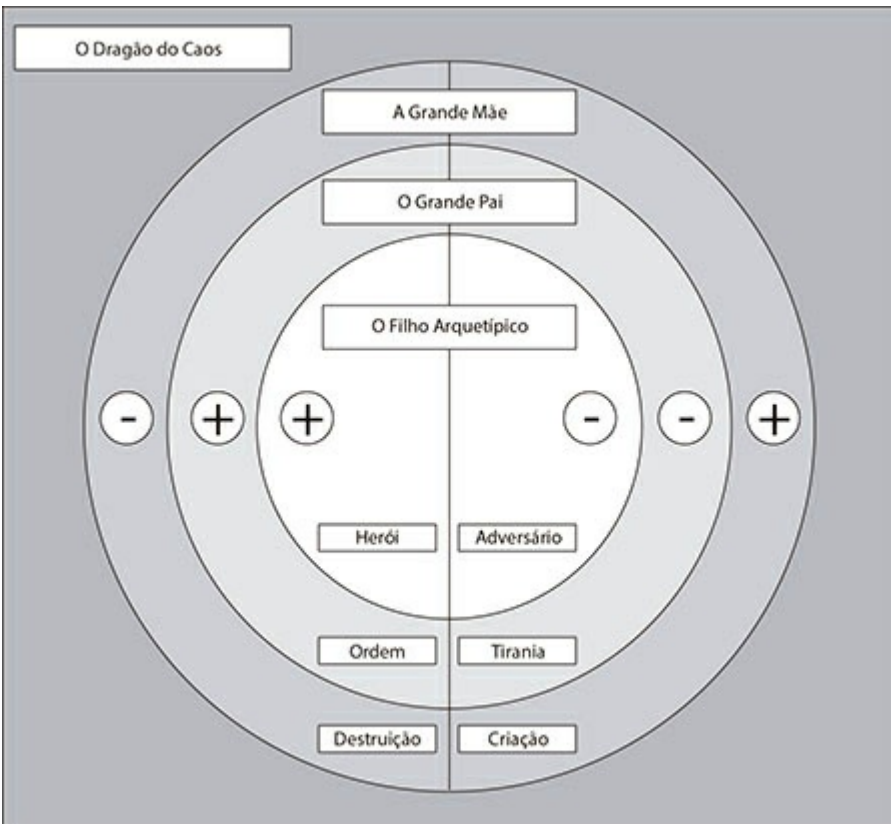 O Dragão do Caos
A Grande Mãe
O Grande Pai
O Filho Arquetípico
- + + - - +
Herói Adversário
Ordem Tirania
Destruição Criação